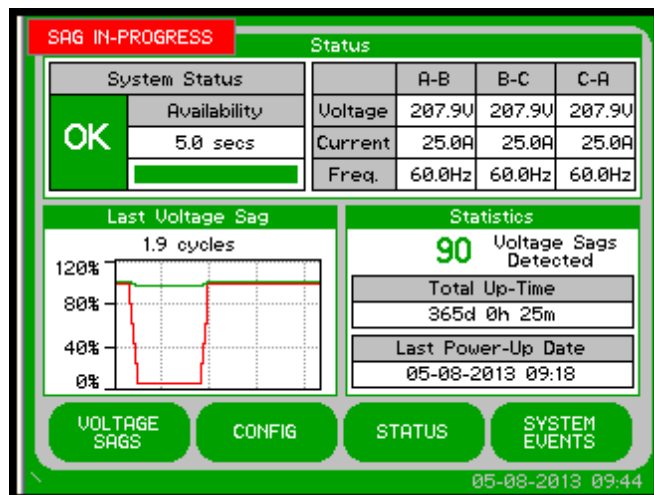 SAG IN-PROGRESS
Status
System Status
OK
Availability
5.0 secs
A-B B-C C-A
Voltage 207.9V 207.9V 207.9V
Current 25.0A 25.0A 25.0A
Freq. 60.0Hz 60.0Hz 60.0Hz
Last Voltage Sag
1.9 cycles
120%
80%
40%
0%
Statistics
90 Voltage Sags
Detected
Total Up-Time
365d 0h 25m
Last Power-Up Date
05-08-2013 09:18
VOLTAGE
SAGS
CONFIG
STATUS
SYSTEM
EVENTS
05-08-2013 09:44